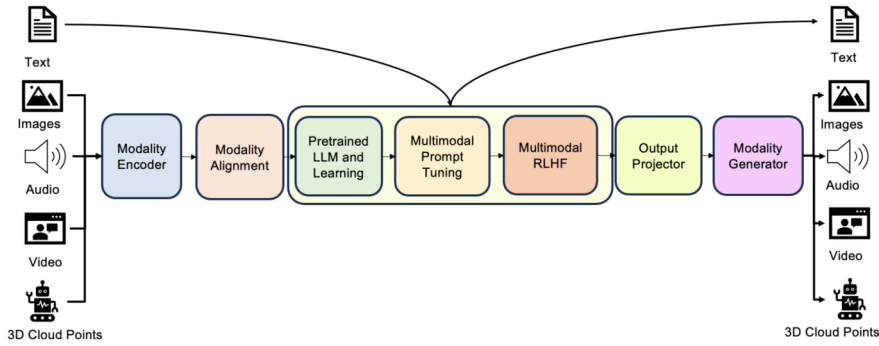 Text
Images
Audio
Video
3D Cloud Points
Modality
Encoder
Modality
Alignment
Pretrained
LLM and
Learning
Multimodal
Prompt
Tuning
Multimodal
RLHF
Output
Projector
Modality
Generator
Text
Images
Audio
Video
3D Cloud Points